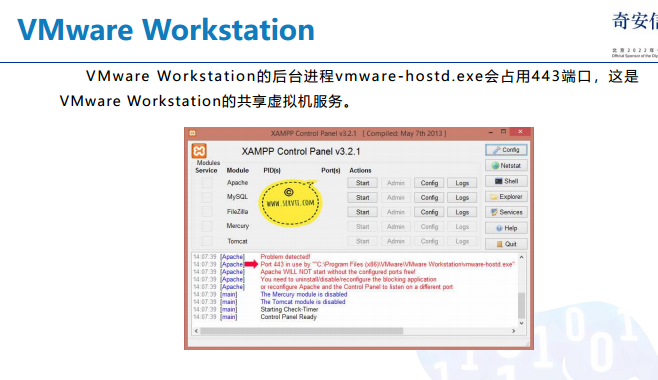 VMware Workstation
奇安信
北京2022年
Official Sponsor of the Oly
VMware Workstation的后台进程vmware-hostd.exe会占用443端口，这是
VMware Workstation的共享虚拟机服务。
XAMPP Control Panel v3.2.1 [ Compiled: May 7th 2013 ]
XAMPP Control Panel v3.2.1
Config
Modules
Service Module PID(s) Port(s) Actions
Netstat
Apache Start Admin Config Logs
Shell
MySQL Start Admin Config Logs
Explorer
FileZilla Start Admin Config Logs
Services
Mercury Start Admin Config Logs
Help
Tomcat Start Admin Config Logs
Quit
©
WWW.SERVTI.COM
14:07:39 [Apache] Problem detected!
14:07:39 [Apache] Port 443 in use by ""C:\Program Files (x86)\VMware\VMware Workstation\vmware-hostd.exe"
14:07:39 [Apache] Apache WILL NOT start without the configured ports free!
14:07:39 [Apache] You need to uninstall/disable/reconfigure the blocking application
14:07:39 [Apache] or reconfigure Apache and the Control Panel to listen on a different port
14:07:39 [main] The Mercury module is disabled
14:07:39 [main] The Tomcat module is disabled
14:07:39 [main] Starting Check-Timer
14:07:39 [main] Control Panel Ready